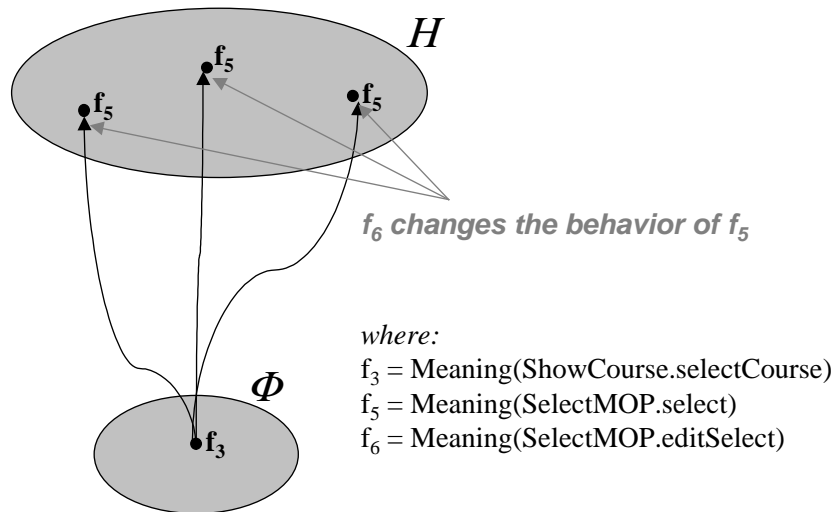 H
f₅
f₅
f₅
f₆ changes the behavior of f₅
where:
f₃ = Meaning(ShowCourse.selectCourse)
f₅ = Meaning(SelectMOP.select)
f₆ = Meaning(SelectMOP.editSelect)
Φ
f₃